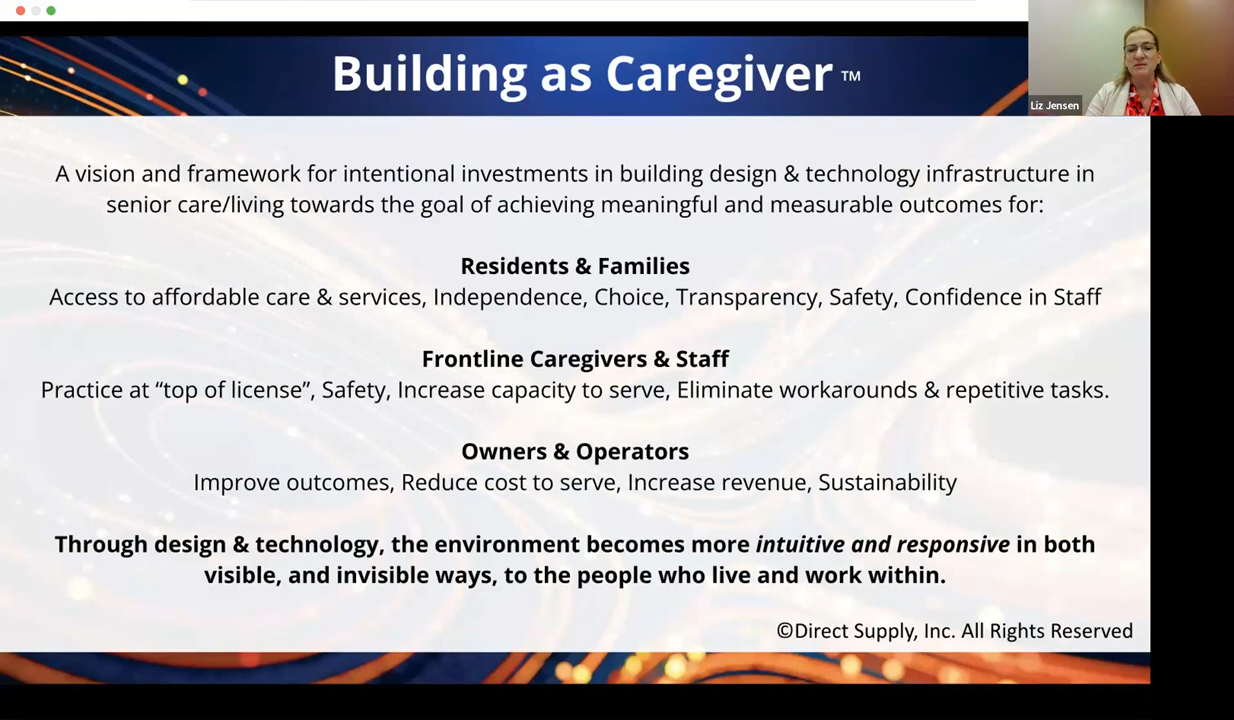 Building as Caregiver ™
Liz Jensen
A vision and framework for intentional investments in building design & technology infrastructure in
senior care/living towards the goal of achieving meaningful and measurable outcomes for:
Residents & Families
Access to affordable care & services, Independence, Choice, Transparency, Safety, Confidence in Staff
Frontline Caregivers & Staff
Practice at “top of license”, Safety, Increase capacity to serve, Eliminate workarounds & repetitive tasks.
Owners & Operators
Improve outcomes, Reduce cost to serve, Increase revenue, Sustainability
Through design & technology, the environment becomes more intuitive and responsive in both
visible, and invisible ways, to the people who live and work within.
©Direct Supply, Inc. All Rights Reserved